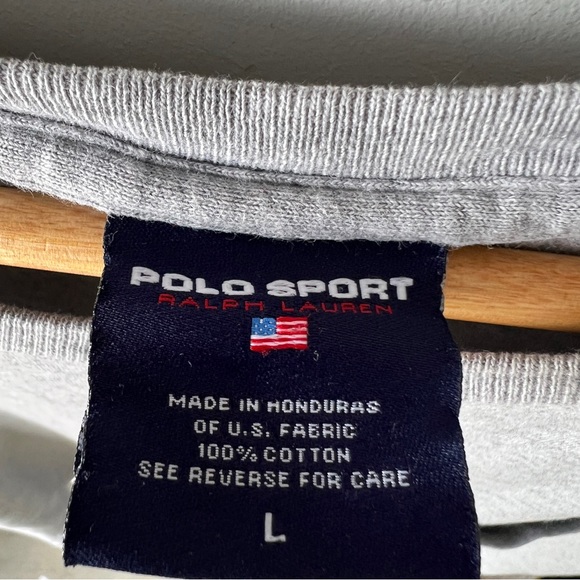 POLO SPORT
RALPH LAUREN
MADE IN HONDURAS
OF U.S. FABRIC
100% COTTON
SEE REVERSE FOR CARE
L